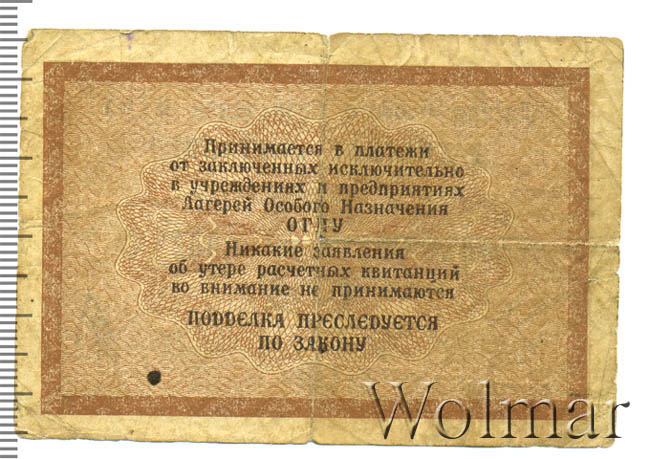 Принимается в платежи
от заключенных исключительно
в учреждениях и предприятиях
Лагерей Особого Назначения
ОГПУ
Никакие заявления
об утере расчетных квитанций
во внимание не принимаются
ПОДДЕЛКА ПРЕСЛЕДУЕТСЯ
ПО ЗАКОНУ
Wolmar